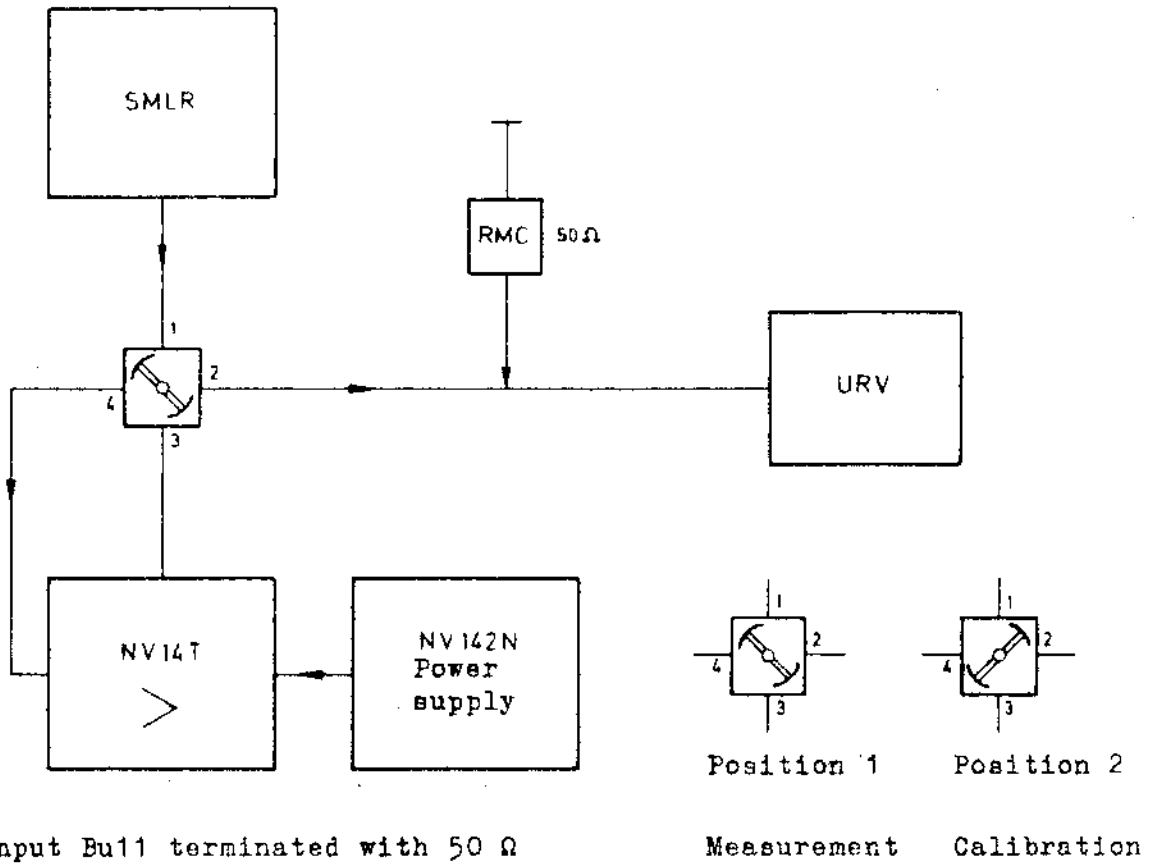 SMLR
RMC 50Ω
1
2
4
3
URV
NV14T
>
NV142N
Power
supply
1
2
4
3
1
2
4
3
Position 1 Position 2
nput Bu11 terminated with 50 Ω
Measurement Calibration